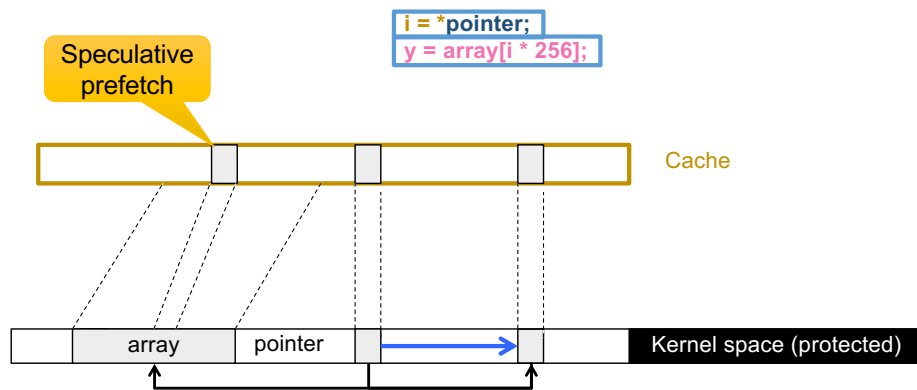 i = *pointer;
y = array[i * 256];
Speculative
prefetch
Cache
array
pointer
Kernel space (protected)